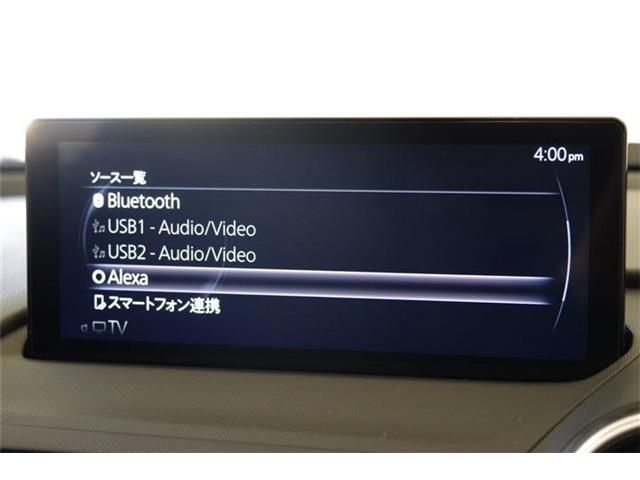 4:00pm
ソース一覧
Bluetooth
USB1 - Audio/Video
USB2 - Audio/Video
Alexa
スマートフォン連携
TV